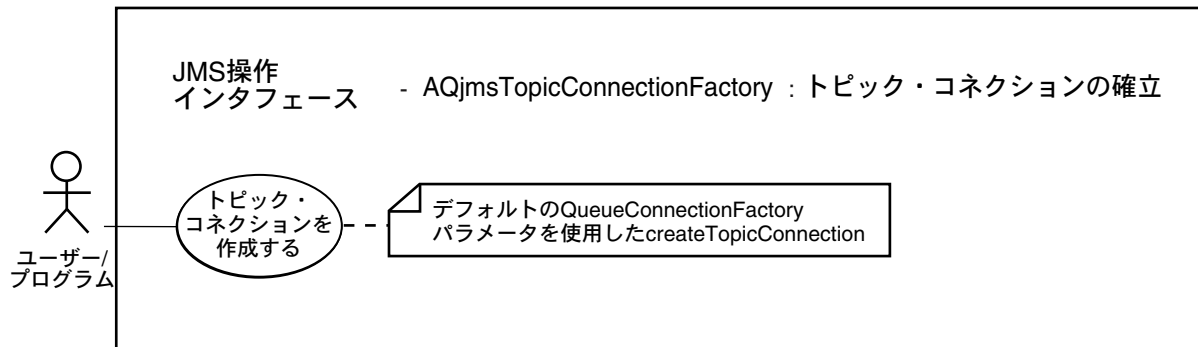 JMS操作
インタフェース - AQjmsTopicConnectionFactory : トピック・コネクションの確立
トピック・
コネクションを
作成する
デフォルトのQueueConnectionFactory
パラメータを使用したcreateTopicConnection
ユーザー/
プログラム